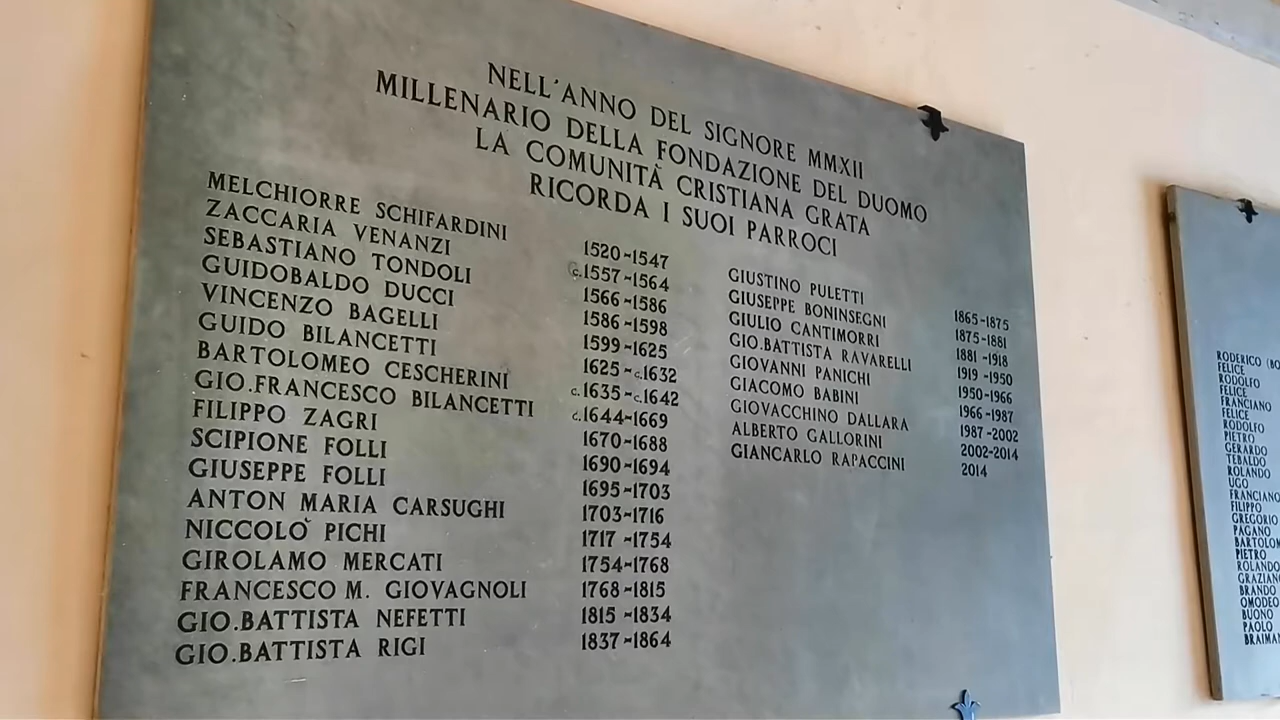 NELL'ANNO DEL SIGNORE MMXII
MILLENARIO DELLA FONDAZIONE DEL DUOMO
LA COMUNITÀ CRISTIANA GRATA
RICORDA I SUOI PARROCI
MELCHIORRE SCHIFARDINI 1520~1547
ZACCARIA VENANZI c.1557~1564
SEBASTIANO TONDOLI 1566~1586
GUIDOBALDO DUCCI 1586~1598
VINCENZO BAGELLI 1599~1625
GUIDO BILANCETTI 1625~c.1632
BARTOLOMEO CESCHERINI c.1635~c.1642
GIO.FRANCESCO BILANCETTI c.1644~1669
FILIPPO ZAGRI 1670~1688
SCIPIONE FOLLI 1690~1694
GIUSEPPE FOLLI 1695~1703
ANTON MARIA CARSUGHI 1703~1716
NICCOLÒ PICHI 1717~1754
GIROLAMO MERCATI 1754~1768
FRANCESCO M. GIOVAGNOLI 1768~1815
GIO.BATTISTA NEFETTI 1815~1834
GIO.BATTISTA RIGI 1837~1864
GIUSTINO PULETTI 1865-1875
GIUSEPPE BONINSEGNI 1875-1881
GIULIO CANTIMORRI 1881-1918
GIO.BATTISTA RAVARELLI 1919-1950
GIOVANNI PANICHI 1950-1966
GIACOMO BABINI 1966-1987
GIOVACCHINO DALLARA 1987-2002
ALBERTO GALLORINI 2002-2014
GIANCARLO RAPACCINI 2014
RODERICO
FELICE
RODOLFO
FELICE
FRANCIANO
FELICE
RODOLFO
PIETRO
GERARDO
TEBALDO
ROLANDO
UGO
FRANCIANO
FILIPPO
GREGORIO
PAGANO
BARTOLOM
PIETRO
ROLANDO
GRAZIANO
BRANDO
OMODEO
BUONO
PAOLO
BRAIMAN